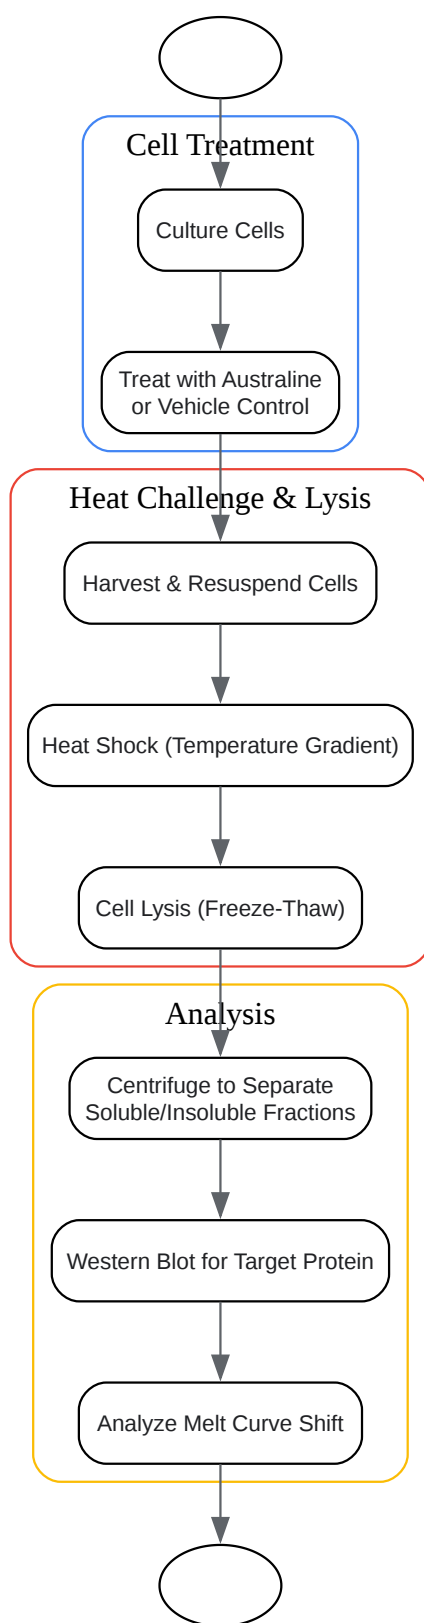 Cell Treatment
Culture Cells
Treat with Australine
or Vehicle Control
Heat Challenge & Lysis
Harvest & Resuspend Cells
Heat Shock (Temperature Gradient)
Cell Lysis (Freeze-Thaw)
Analysis
Centrifuge to Separate
Soluble/Insoluble Fractions
Western Blot for Target Protein
Analyze Melt Curve Shift